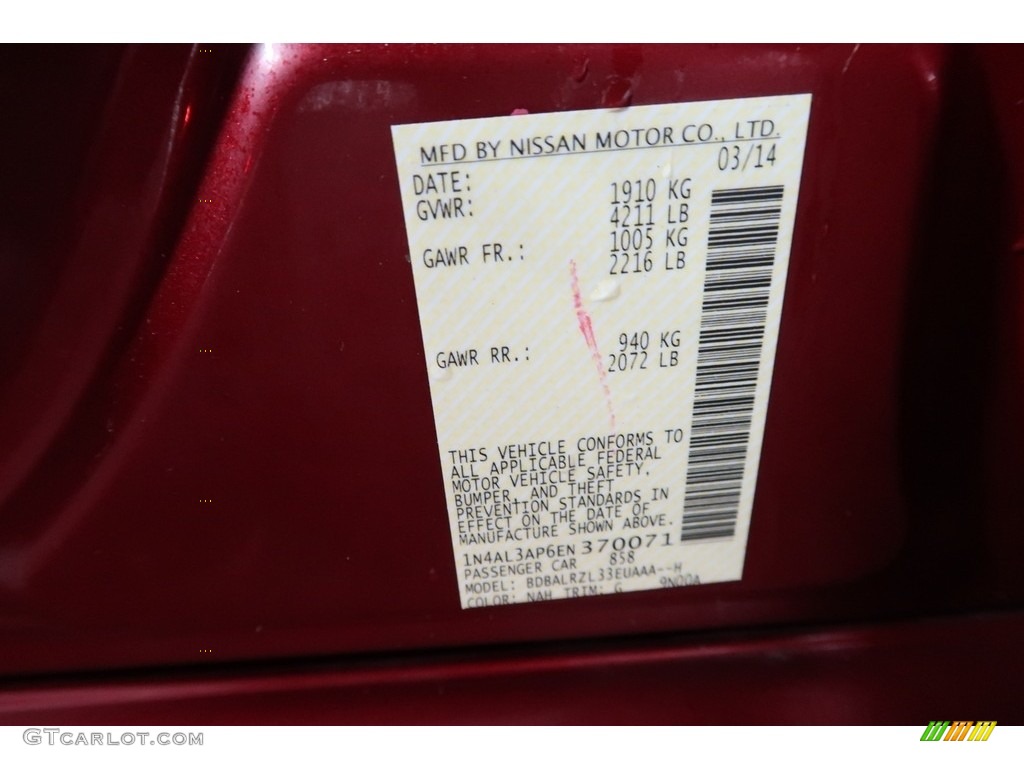 MFD BY NISSAN MOTOR CO., LTD.
DATE: 03/14
GVWR: 1910 KG
4211 LB
GAWR FR.: 1005 KG
2216 LB
GAWR RR.: 940 KG
2072 LB
THIS VEHICLE CONFORMS TO
ALL APPLICABLE FEDERAL
MOTOR VEHICLE SAFETY,
BUMPER, AND THEFT
PREVENTION STANDARDS IN
EFFECT ON THE DATE OF
MANUFACTURE SHOWN ABOVE.
1N4AL3AP6EN 370071
PASSENGER CAR 858
MODEL: BDBALRZL33EUAAA--H
COLOR: NAH TRIM: G 9N00A
GTCARLOT.COM